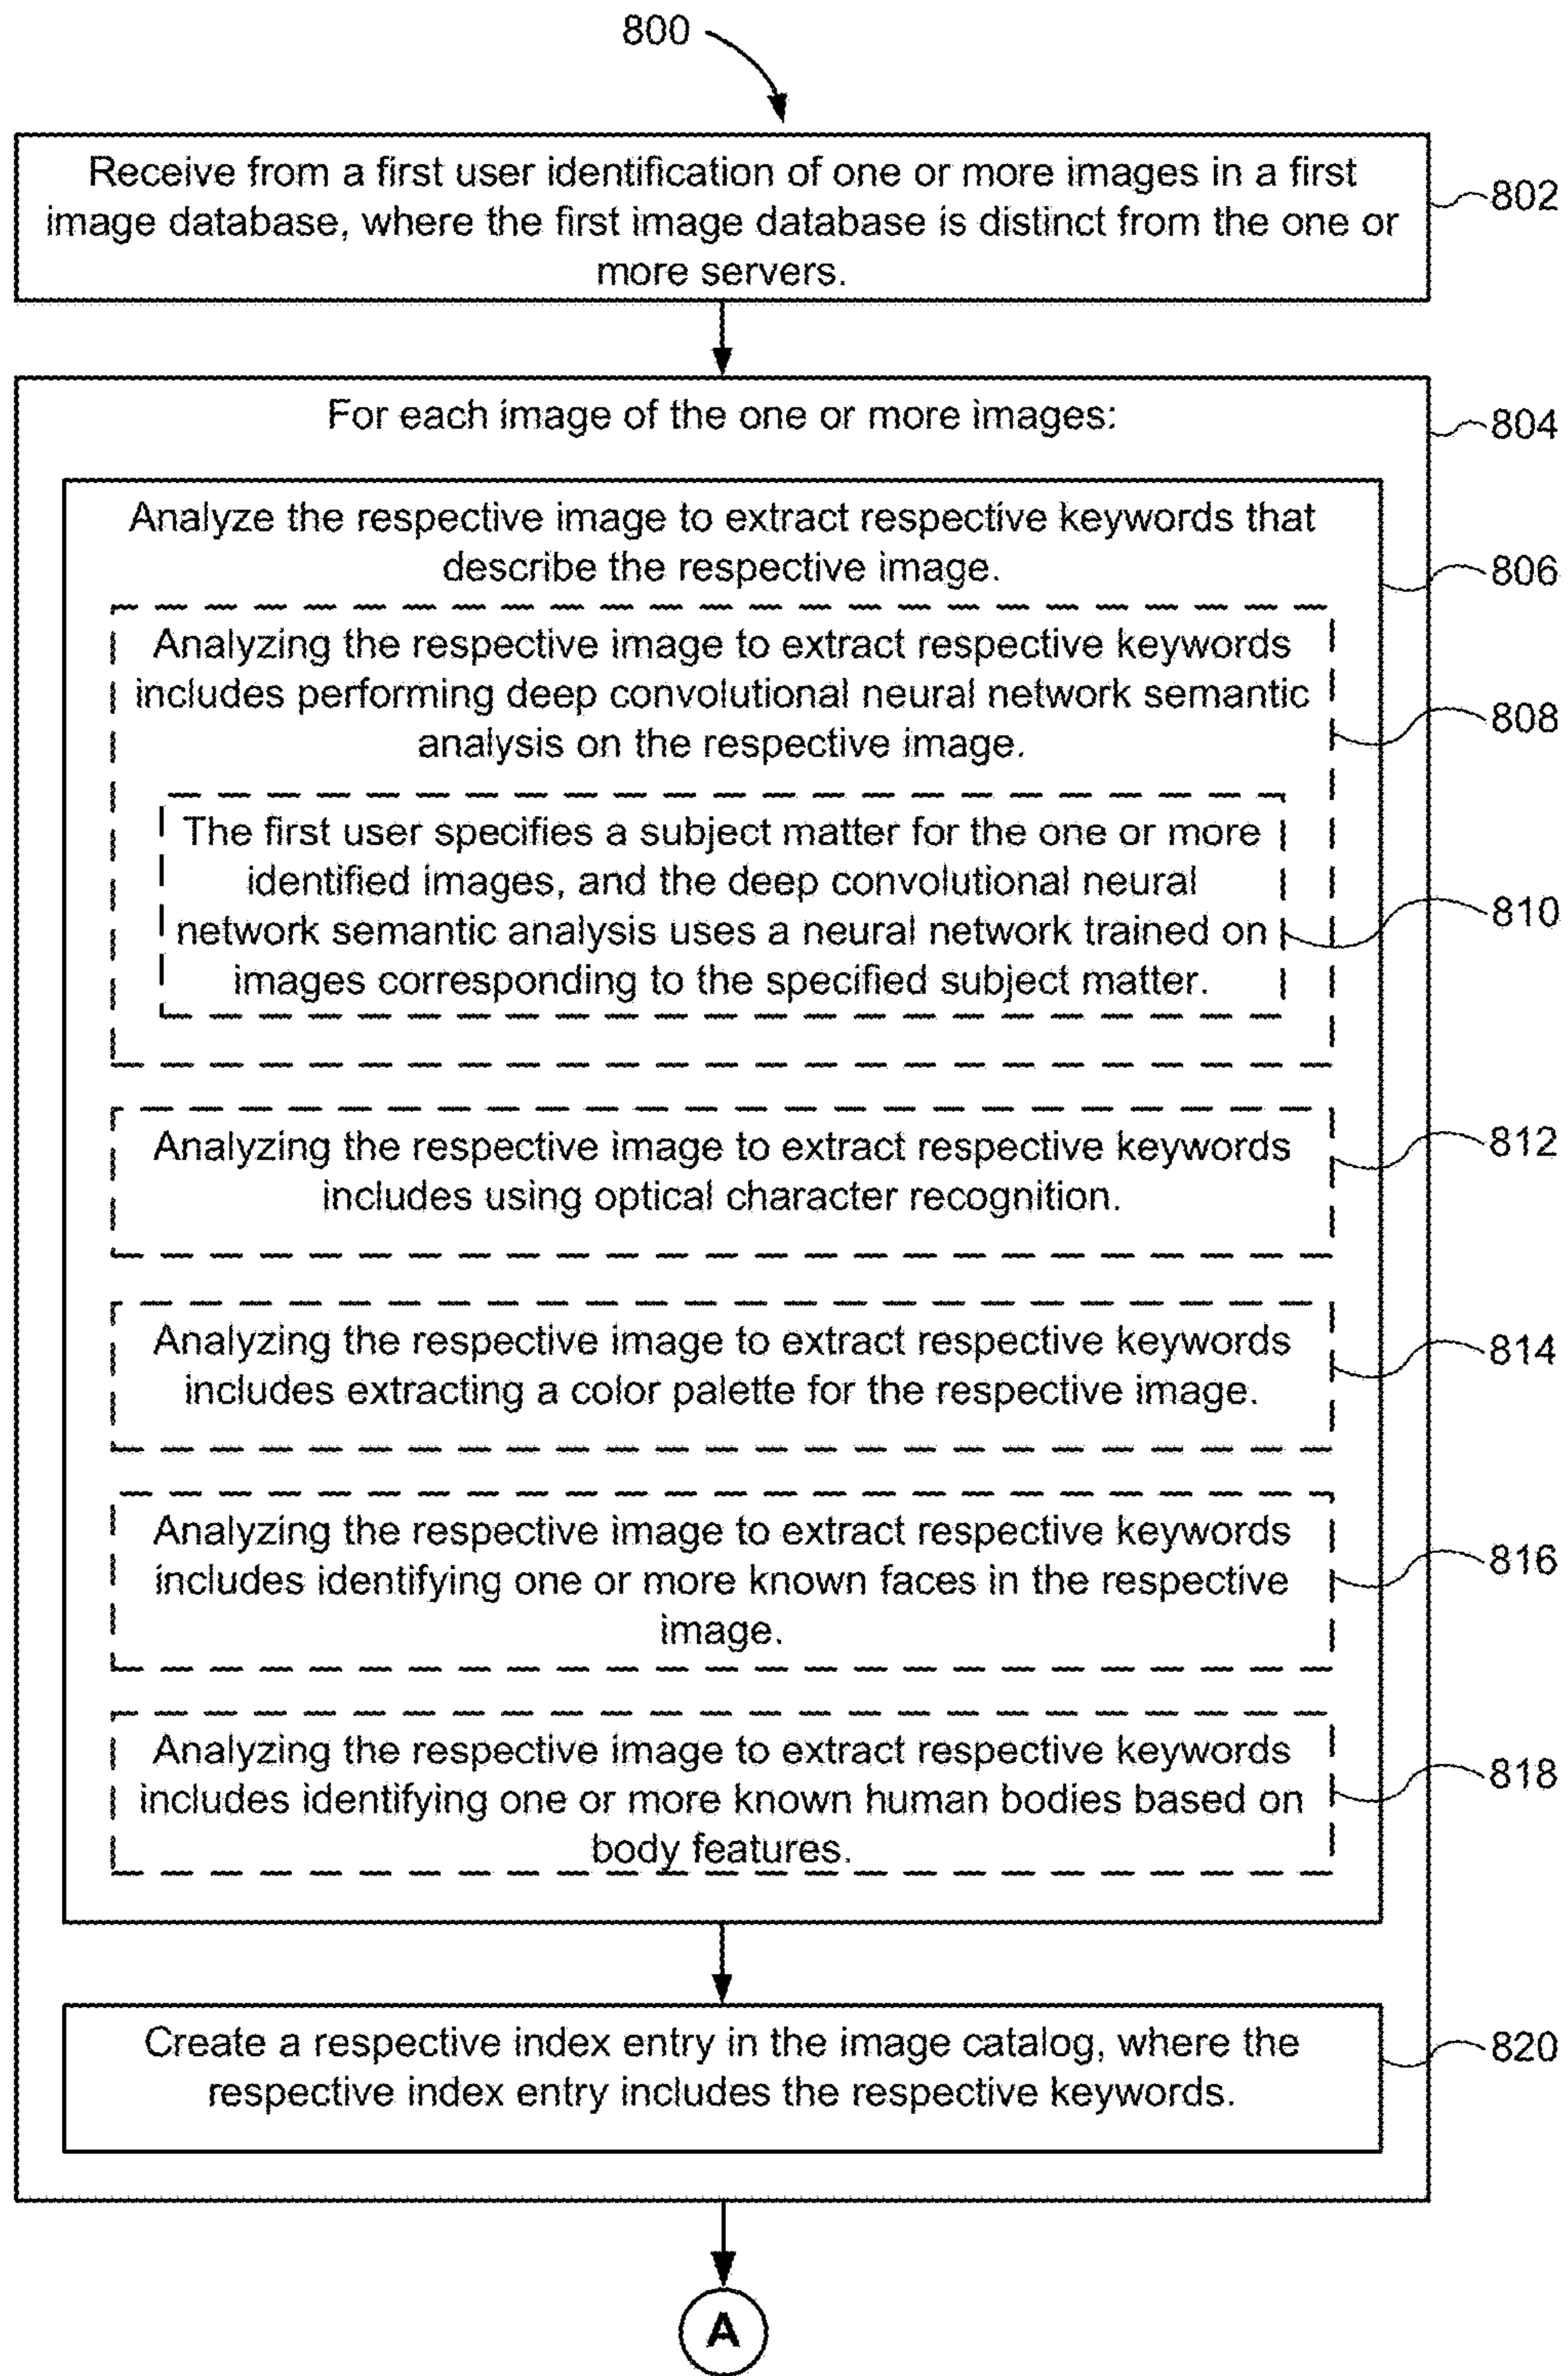 800
Receive from a first user identification of one or more images in a first
image database, where the first image database is distinct from the one or
more servers.
802
For each image of the one or more images:
804
Analyze the respective image to extract respective keywords that
describe the respective image.
806
Analyzing the respective image to extract respective keywords
includes performing deep convolutional neural network semantic
analysis on the respective image.
808
The first user specifies a subject matter for the one or more
identified images, and the deep convolutional neural
network semantic analysis uses a neural network trained on
images corresponding to the specified subject matter.
810
Analyzing the respective image to extract respective keywords
includes using optical character recognition.
812
Analyzing the respective image to extract respective keywords
includes extracting a color palette for the respective image.
814
Analyzing the respective image to extract respective keywords
includes identifying one or more known faces in the respective
image.
816
Analyzing the respective image to extract respective keywords
includes identifying one or more known human bodies based on
body features.
818
Create a respective index entry in the image catalog, where the
respective index entry includes the respective keywords.
820
A